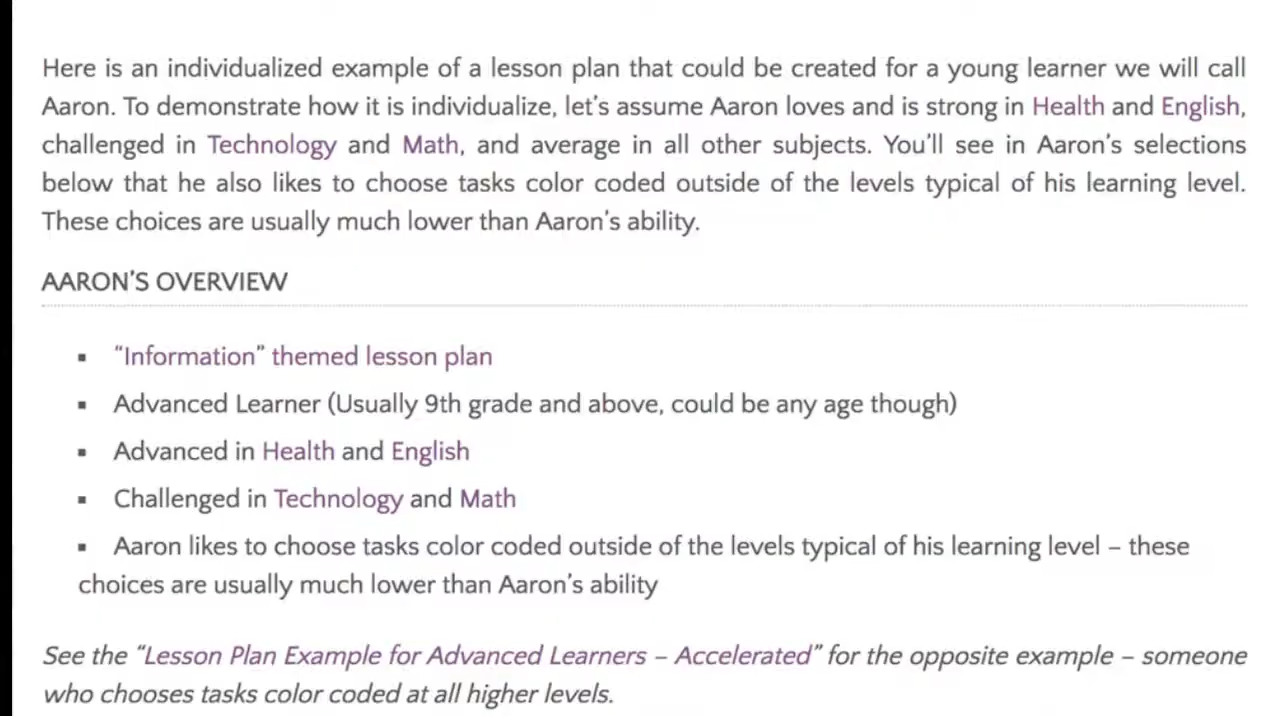 Here is an individualized example of a lesson plan that could be created for a young learner we will call
Aaron. To demonstrate how it is individualize, let’s assume Aaron loves and is strong in Health and English,
challenged in Technology and Math, and average in all other subjects. You’ll see in Aaron’s selections
below that he also likes to choose tasks color coded outside of the levels typical of his learning level.
These choices are usually much lower than Aaron’s ability.
AARON’S OVERVIEW
▪ “Information” themed lesson plan
▪ Advanced Learner (Usually 9th grade and above, could be any age though)
▪ Advanced in Health and English
▪ Challenged in Technology and Math
▪ Aaron likes to choose tasks color coded outside of the levels typical of his learning level – these
choices are usually much lower than Aaron’s ability
See the “Lesson Plan Example for Advanced Learners – Accelerated” for the opposite example – someone
who chooses tasks color coded at all higher levels.